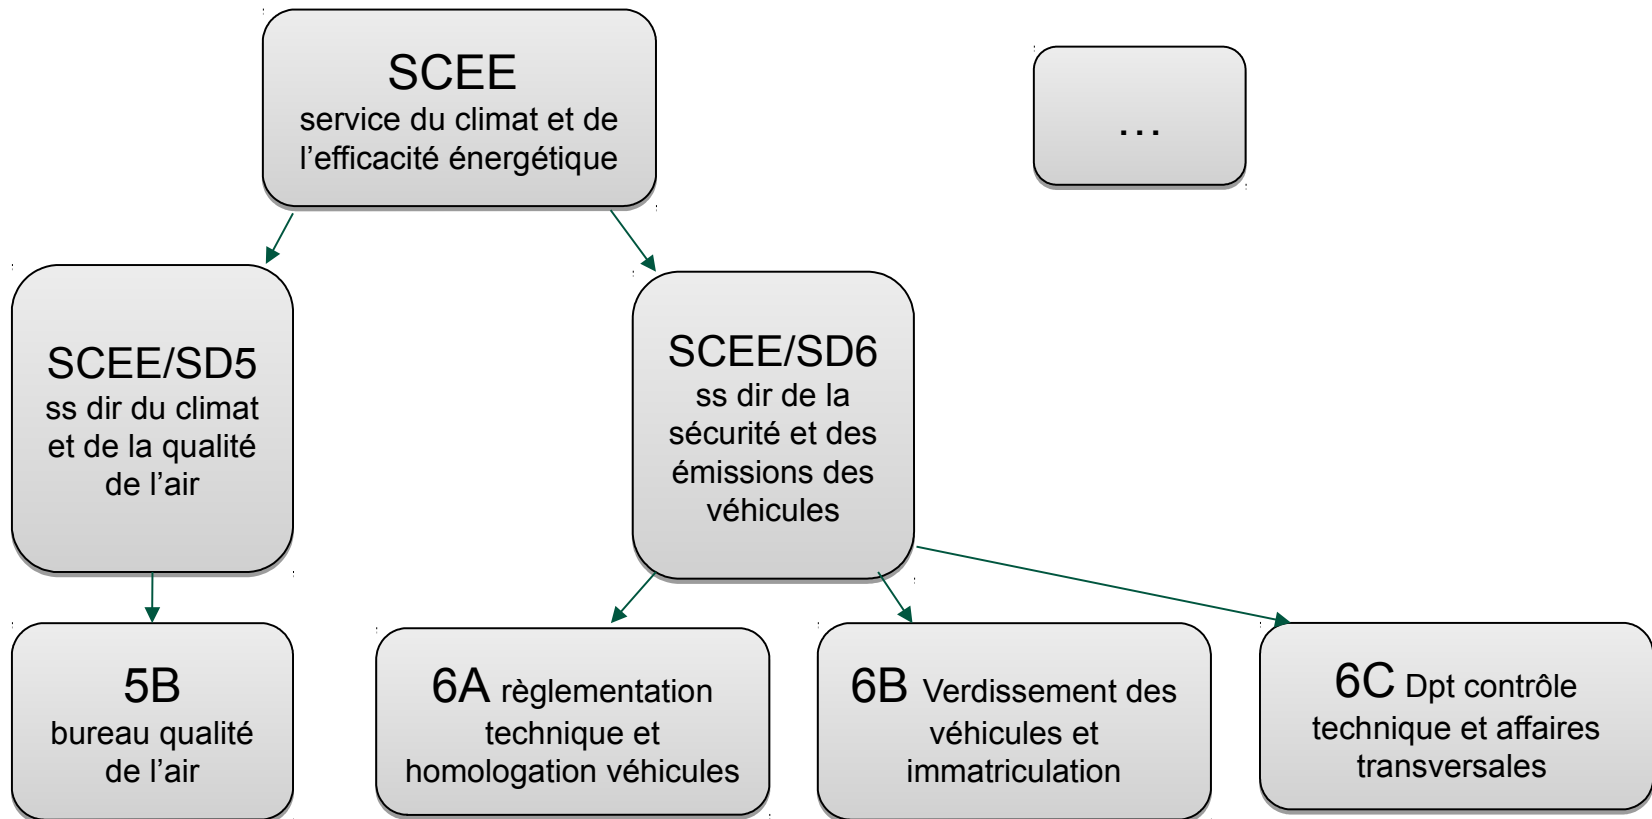 SCEE
service du climat et de
l’efficacité énergétique
...
SCEE/SD5
ss dir du climat
et de la qualité
de l’air
SCEE/SD6
ss dir de la
sécurité et des
émissions des
véhicules
5B
bureau qualité
de l’air
6A règlementation
technique et
homologation véhicules
6B Verdissement des
véhicules et
immatriculation
6C Dpt contrôle
technique et affaires
transversales